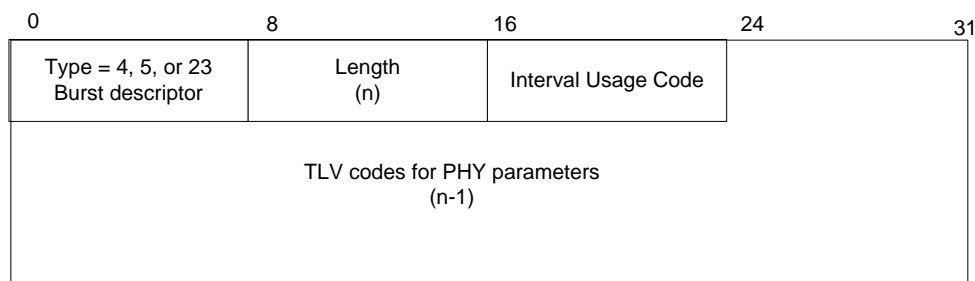 0 8 16 24 31
Type = 4, 5, or 23
Burst descriptor
Length
(n)
Interval Usage Code
TLV codes for PHY parameters
(n-1)